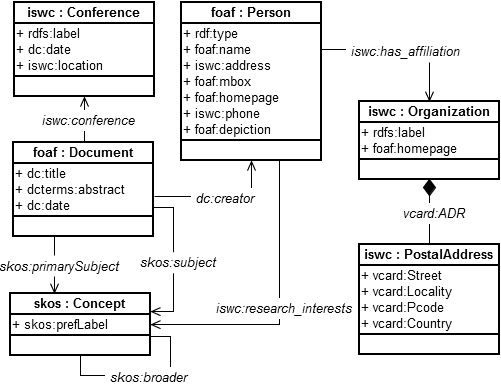 iswc : Conference
+ rdfs:label
+ dc:date
+ iswc:location
foaf : Person
+ rdf:type
+ foaf:name
+ iswc:address
+ foaf:mbox
+ foaf:homepage
+ iswc:phone
+ foaf:depiction
iswc:has_affiliation
iswc:conference
iswc : Organization
+ rdfs:label
+ foaf:homepage
foaf : Document
+ dc:title
+ dcterms:abstract
+ dc:date
dc:creator
vcard:ADR
skos:primarySubject
skos:subject
iswc : PostalAddress
+ vcard:Street
+ vcard:Locality
+ vcard:Pcode
+ vcard:Country
skos : Concept
+ skos:prefLabel
iswc:research_interests
skos:broader